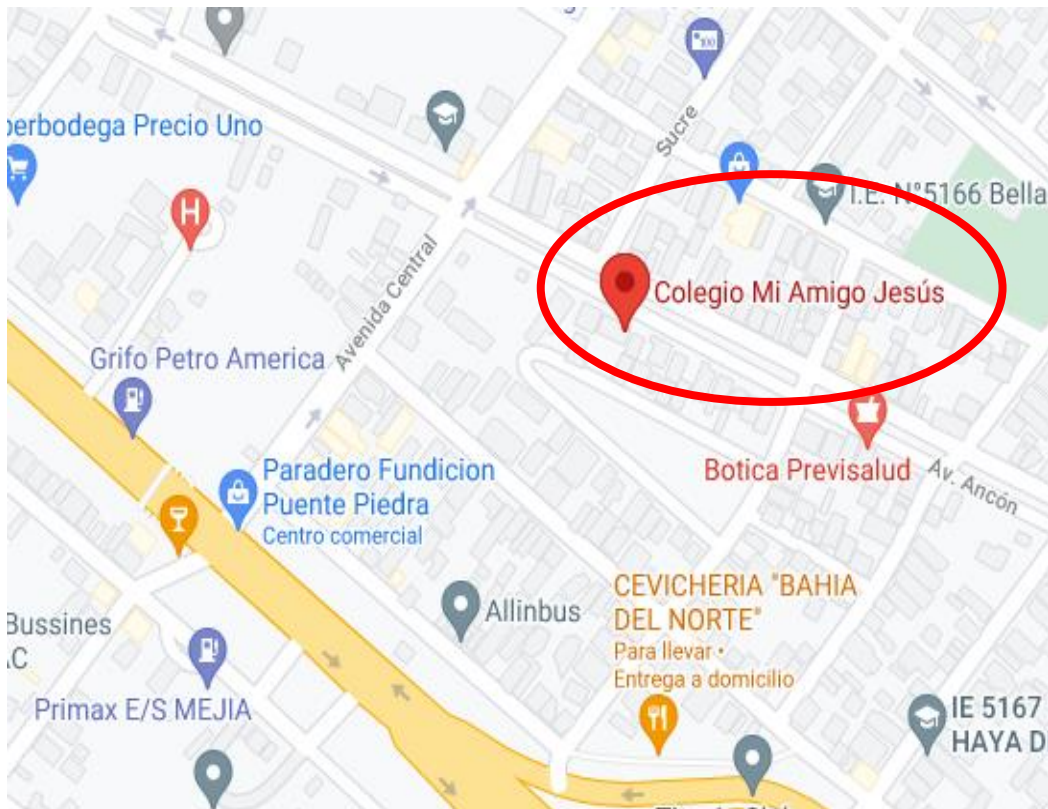 100
Sucre
Precio Uno
I.E. N°5166 Bella
H
Avenida Central
Colegio Mi Amigo Jesús
Grifo Petro America
Paradero Fundicion
Puente Piedra
Centro comercial
Botica Previsalud
Av. Ancón
CEVICHERIA "BAHIA
DEL NORTE"
Para llevar •
Entrega a domicilio
Allinbus
Bussines
Primax E/S MEJIA
IE 5167
HAYA D